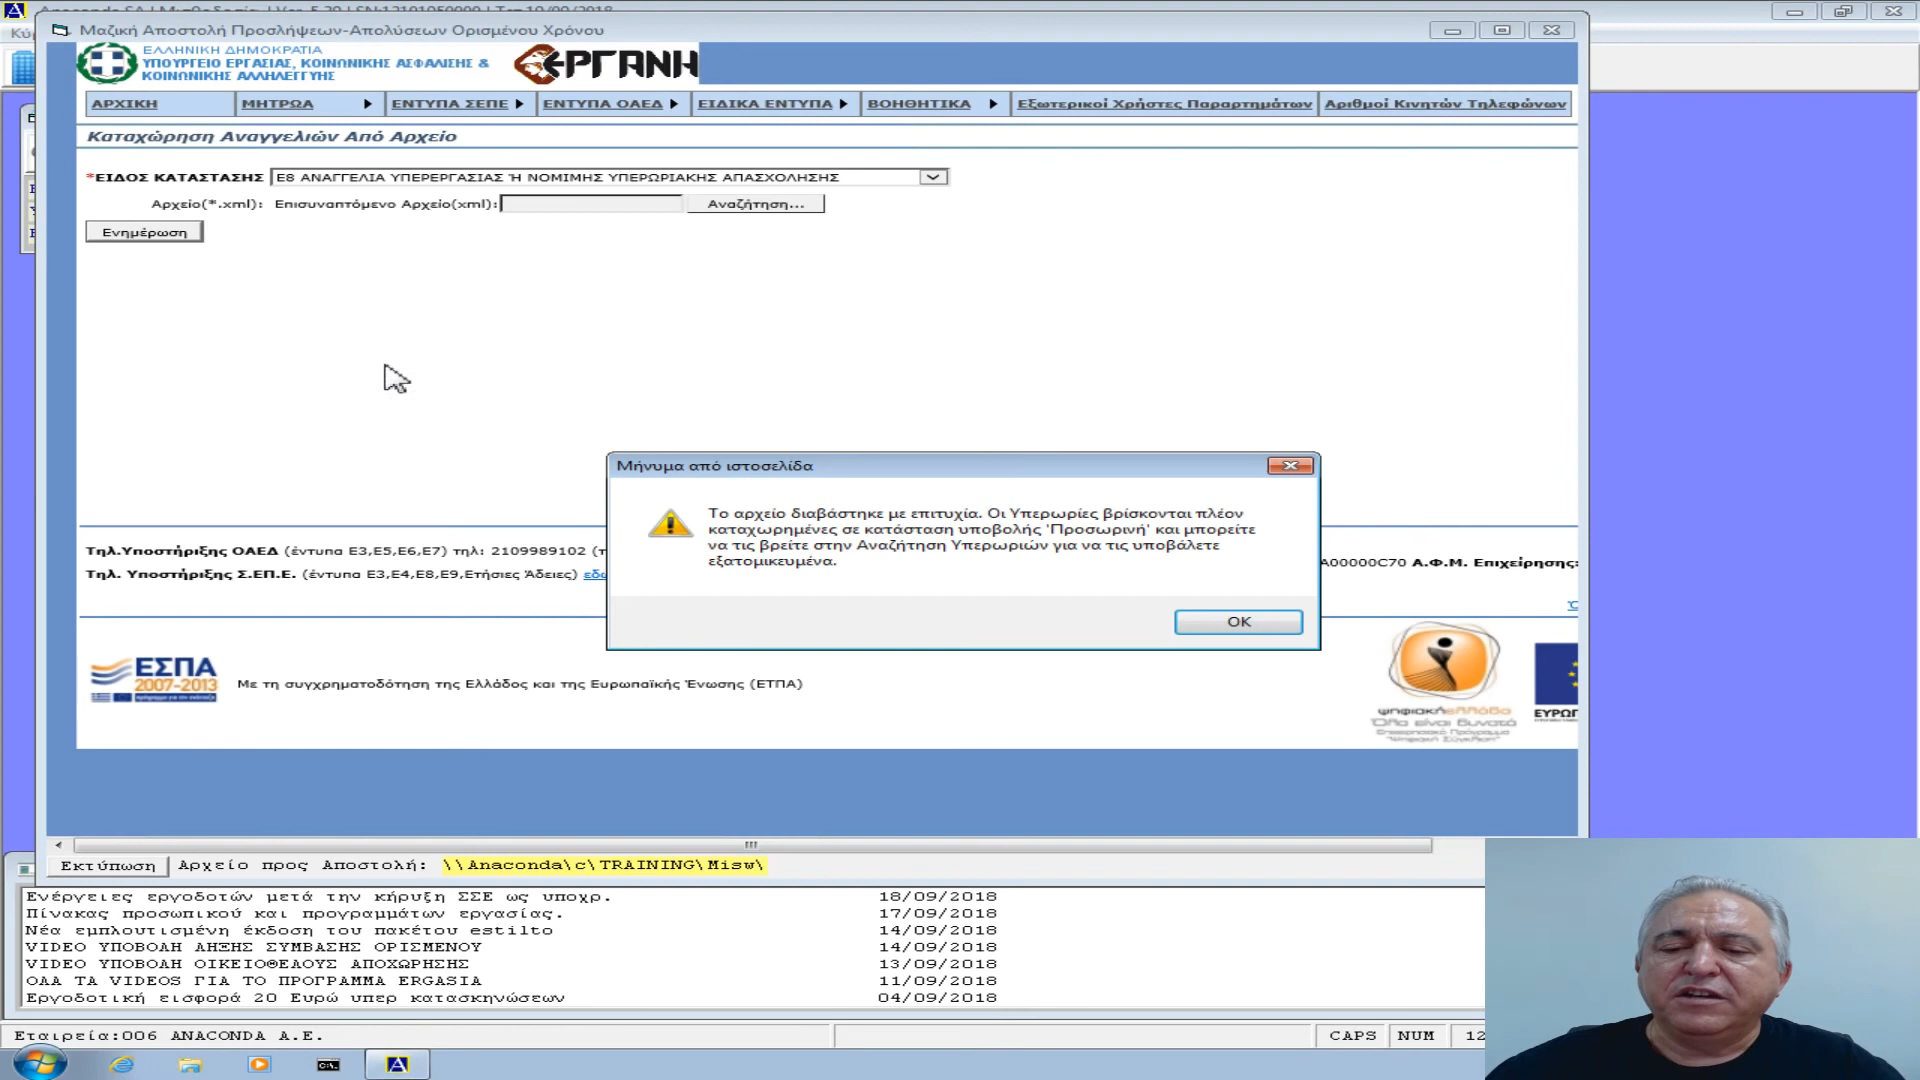 Μαζική Αποστολή Προσλήψεων-Απολύσεων Ορισμένου Χρόνου
ΕΛΛΗΝΙΚΗ ΔΗΜΟΚΡΑΤΙΑ
ΥΠΟΥΡΓΕΙΟ ΕΡΓΑΣΙΑΣ, ΚΟΙΝΩΝΙΚΗΣ ΑΣΦΑΛΙΣΗΣ &
ΚΟΙΝΩΝΙΚΗΣ ΑΛΛΗΛΕΓΓΥΗΣ
ΕΡΓΑΝΗ
ΑΡΧΙΚΗ ΜΗΤΡΩΑ ΕΝΤΥΠΑ ΣΕΠΕ ΕΝΤΥΠΑ ΟΑΕΔ ΕΙΔΙΚΑ ΕΝΤΥΠΑ ΒΟΗΘΗΤΙΚΑ Εξωτερικοί Χρήστες Παραρτημάτων Αριθμοί Κινητών Τηλεφώνων
Καταχώρηση Αναγγελιών Από Αρχείο
*ΕΙΔΟΣ ΚΑΤΑΣΤΑΣΗΣ Ε8 ΑΝΑΓΓΕΛΙΑ ΥΠΕΡΕΡΓΑΣΙΑΣ Ή ΝΟΜΙΜΗΣ ΥΠΕΡΩΡΙΑΚΗΣ ΑΠΑΣΧΟΛΗΣΗΣ
Αρχείο(*.xml): Επισυναπτόμενο Αρχείο(xml): Αναζήτηση...
Ενημέρωση
Μήνυμα από ιστοσελίδα
Το αρχείο διαβάστηκε με επιτυχία. Οι Υπερωρίες βρίσκονται πλέον
καταχωρημένες σε κατάσταση υποβολής 'Προσωρινή' και μπορείτε
να τις βρείτε στην Αναζήτηση Υπερωριών για να τις υποβάλετε
εξατομικευμένα.
OK
Τηλ.Υποστήριξης ΟΑΕΔ (έντυπα Ε3,Ε5,Ε6,Ε7) τηλ: 2109989102
Τηλ. Υποστήριξης Σ.ΕΠ.Ε. (έντυπα Ε3,Ε4,Ε8,Ε9,Ετήσιες Άδειες)
A00000C70 Α.Φ.Μ. Επιχείρησης:
ΕΣΠΑ
2007-2013
Με τη συγχρηματοδότηση της Ελλάδος και της Ευρωπαϊκής Ένωσης (ΕΤΠΑ)
ψηφιακή ελλάδα
Όλα είναι δυνατά
Εκτύπωση Αρχείο προς Αποστολή: \\Anaconda\c\TRAINING\Misw\
Ενέργειες εργοδοτών μετά την κήρυξη ΣΣΕ ως υποχρ. 18/09/2018
Πίνακας προσωπικού και προγραμμάτων εργασίας. 17/09/2018
Νέα εμπλουτισμένη έκδοση του πακέτου estilto 14/09/2018
VIDEO ΥΠΟΒΟΛΗ ΛΗΞΗΣ ΣΥΜΒΑΣΗΣ ΟΡΙΣΜΕΝΟΥ 14/09/2018
VIDEO ΥΠΟΒΟΛΗ ΟΙΚΕΙΟΘΕΛΟΥΣ ΑΠΟΧΩΡΗΣΗΣ 13/09/2018
ΟΛΑ ΤΑ VIDEOS ΓΙΑ ΤΟ ΠΡΟΓΡΑΜΜΑ ERGASIA 11/09/2018
Εργοδοτική εισφορά 20 Ευρώ υπερ κατασκηνώσεων 04/09/2018
Εταιρεία:006 ANACONDA A.E. CAPS NUM 12